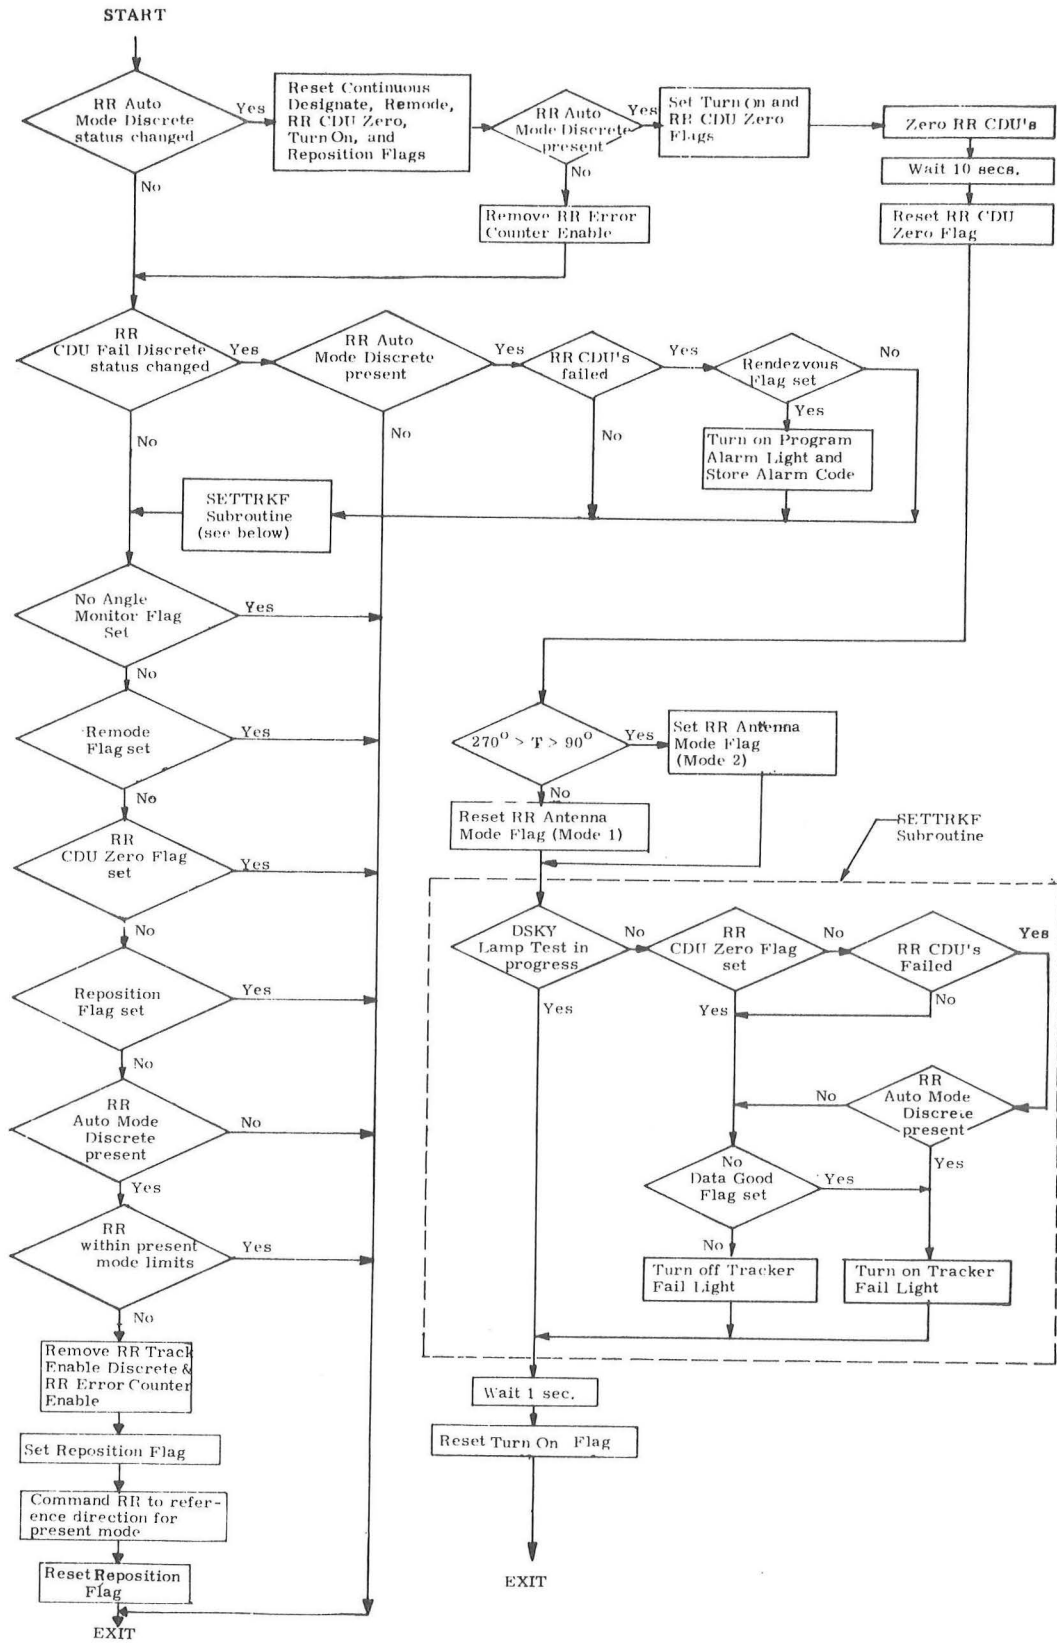 START
RR Auto
Mode Discrete
status changed
Yes
No
Reset Continuous
Designate, Remode,
RR CDU Zero,
Turn On, and
Reposition Flags
RR Auto
Mode Discrete
present
Yes
No
Set Turn On and
RR CDU Zero
Flags
Zero RR CDU's
Wait 10 secs.
Reset RR CDU
Zero Flag
Remove RR Error
Counter Enable
RR
CDU Fail Discrete
status changed
Yes
No
RR Auto
Mode Discrete
present
Yes
No
RR CDU's
failed
Yes
No
Rendezvous
Flag set
No
Yes
Turn on Program
Alarm Light and
Store Alarm Code
SETTRKF
Subroutine
(see below)
No Angle
Monitor Flag
Set
Yes
No
Remode
Flag set
Yes
No
RR
CDU Zero Flag
set
Yes
No
Reposition
Flag set
Yes
No
RR
Auto Mode
Discrete
present
No
Yes
RR
within present
mode limits
Yes
No
Remove RR Track
Enable Discrete &
RR Error Counter
Enable
Set Reposition Flag
Command RR to refer-
ence direction for
present mode
Reset Reposition
Flag
EXIT
270° > T > 90°
Yes
No
Set RR Antenna
Mode Flag
(Mode 2)
Reset RR Antenna
Mode Flag (Mode 1)
SETTRKF
Subroutine
DSKY
Lamp Test in
progress
No
Yes
RR
CDU Zero Flag
set
No
Yes
RR CDU's
Failed
Yes
No
RR
Auto Mode
Discrete
present
No
Yes
No
Data Good
Flag set
Yes
No
Turn off Tracker
Fail Light
Turn on Tracker
Fail Light
Wait 1 sec.
Reset Turn On Flag
EXIT